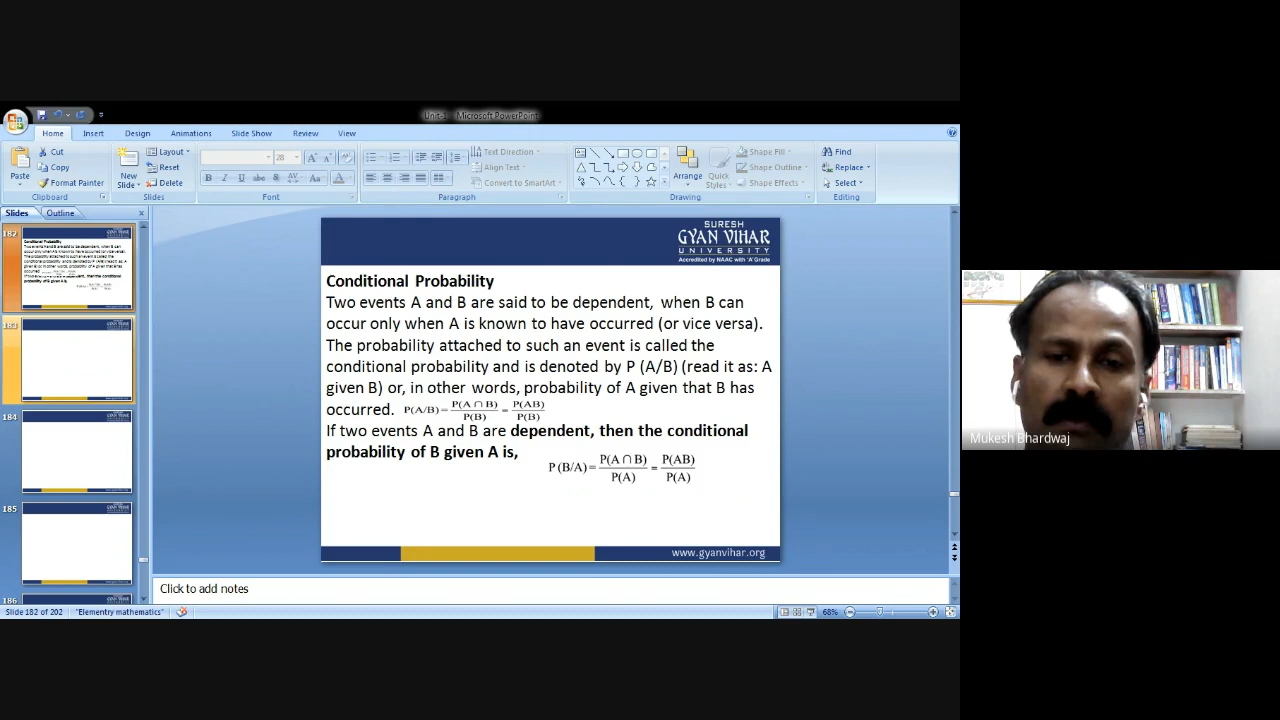 Unit-1 - Microsoft PowerPoint
Home Insert Design Animations Slide Show Review View
Cut
Copy
Format Painter
Paste
Clipboard
New
Slide
Layout
Reset
Delete
Slides
28
Font
Text Direction
Align Text
Convert to SmartArt
Paragraph
Arrange
Quick
Styles
Shape Fill
Shape Outline
Shape Effects
Drawing
Find
Replace
Select
Editing
Slides Outline
182
183
184
185
186
SURESH
GYAN VIHAR
UNIVERSITY
Accredited by NAAC with 'A' Grade
Conditional Probability
Two events A and B are said to be dependent, when B can
occur only when A is known to have occurred (or vice versa).
The probability attached to such an event is called the
conditional probability and is denoted by P (A/B) (read it as: A
given B) or, in other words, probability of A given that B has
occurred. P(A/B) = P(A ∩ B) / P(B) = P(AB) / P(B)
If two events A and B are dependent, then the conditional
probability of B given A is,
P (B/A) = P(A ∩ B) / P(A) = P(AB) / P(A)
www.gyanvihar.org
Click to add notes
Slide 182 of 202 "Elementry mathematics" 68%
Mukesh Bhardwaj